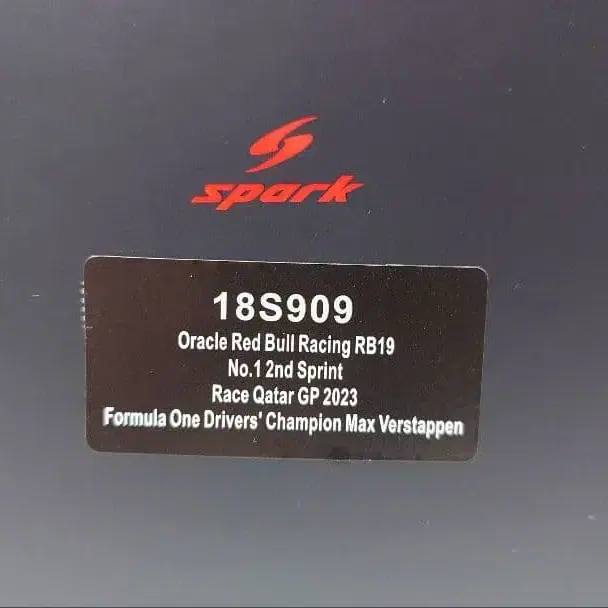 spark
18S909
Oracle Red Bull Racing RB19
No.1 2nd Sprint
Race Qatar GP 2023
Formula One Drivers' Champion Max Verstappen